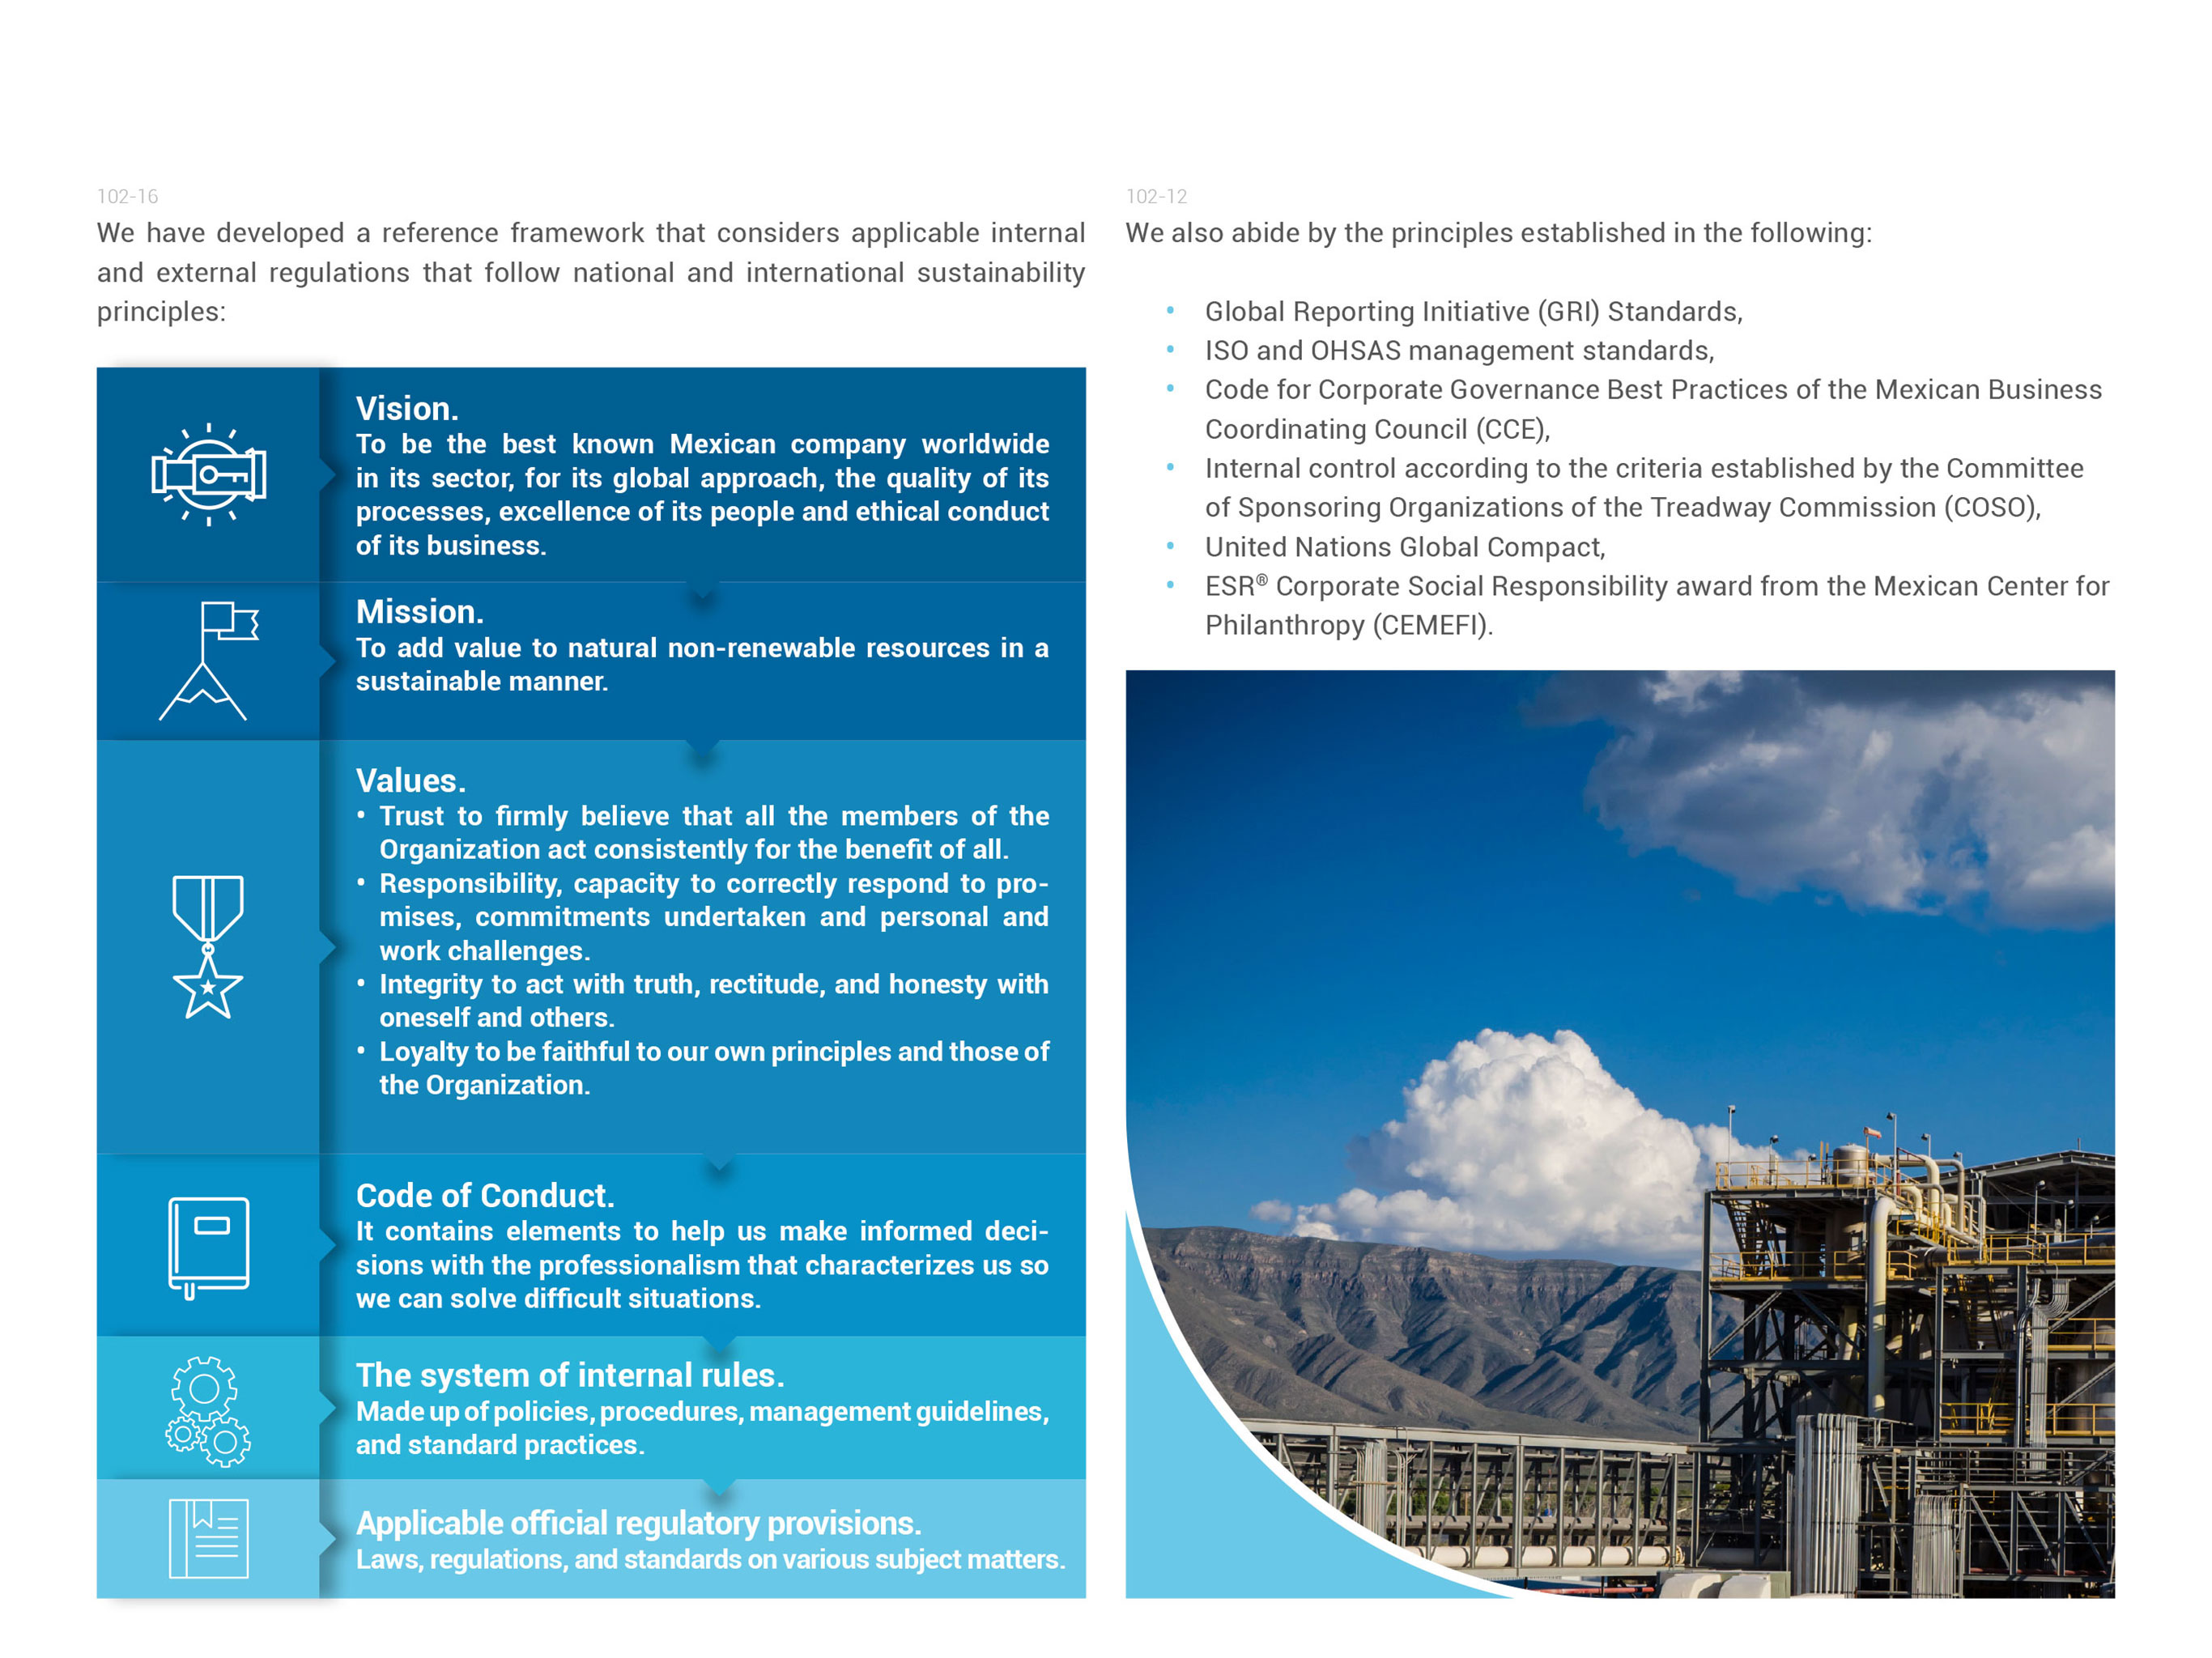 102-16
We have developed a reference framework that considers applicable internal
and external regulations that follow national and international sustainability
principles:
Vision.
To be the best known Mexican company worldwide
in its sector, for its global approach, the quality of its
processes, excellence of its people and ethical conduct
of its business.
Mission.
To add value to natural non-renewable resources in a
sustainable manner.
Values.
• Trust to firmly believe that all the members of the
Organization act consistently for the benefit of all.
• Responsibility, capacity to correctly respond to pro-
mises, commitments undertaken and personal and
work challenges.
• Integrity to act with truth, rectitude, and honesty with
oneself and others.
• Loyalty to be faithful to our own principles and those of
the Organization.
Code of Conduct.
It contains elements to help us make informed deci-
sions with the professionalism that characterizes us so
we can solve difficult situations.
The system of internal rules.
Made up of policies, procedures, management guidelines,
and standard practices.
Applicable official regulatory provisions.
Laws, regulations, and standards on various subject matters.
102-12
We also abide by the principles established in the following:
• Global Reporting Initiative (GRI) Standards,
• ISO and OHSAS management standards,
• Code for Corporate Governance Best Practices of the Mexican Business
Coordinating Council (CCE),
• Internal control according to the criteria established by the Committee
of Sponsoring Organizations of the Treadway Commission (COSO),
• United Nations Global Compact,
• ESR® Corporate Social Responsibility award from the Mexican Center for
Philanthropy (CEMEFI).